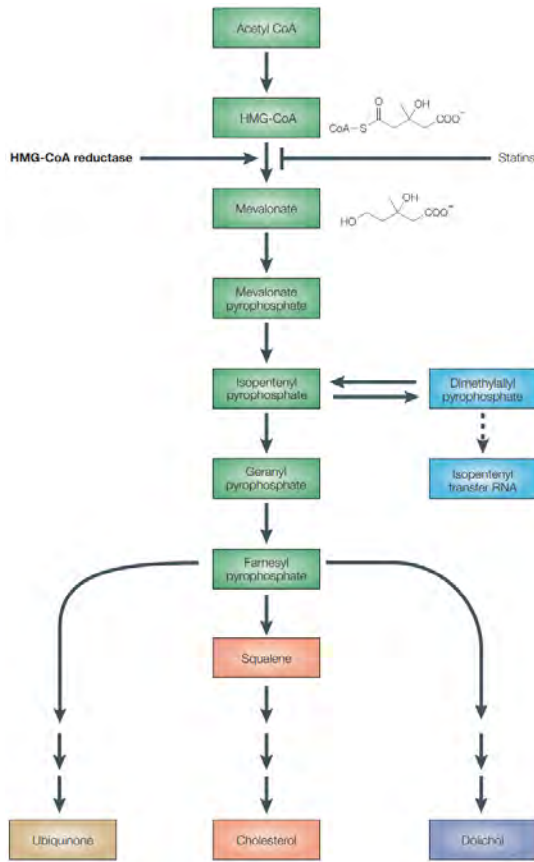 Acetyl CoA
HMG-CoA
O
OH
CoA–S
COO⁻
HMG-CoA reductase
Statins
Mevalonate
HO
OH
COO⁻
Mevalonate
pyrophosphate
Isopentenyl
pyrophosphate
Dimethylallyl
pyrophosphate
Geranyl
pyrophosphate
Isopentenyl
transfer RNA
Farnesyl
pyrophosphate
Squalene
Ubiquinone
Cholesterol
Dolichol